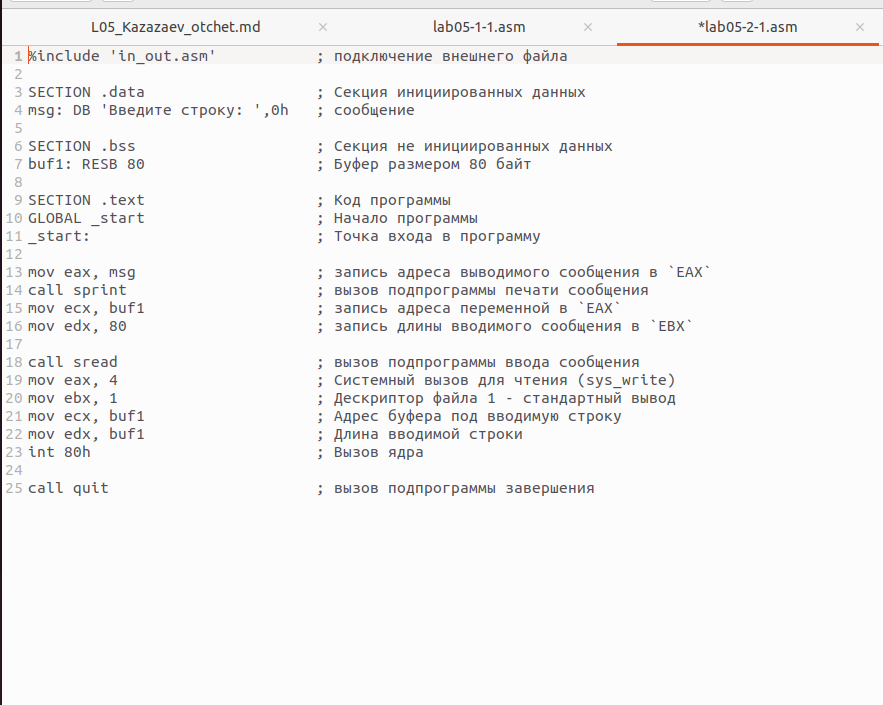 L05_Kazazaev_otchet.md × lab05-1-1.asm × *lab05-2-1.asm ×
1 %include 'in_out.asm' ; подключение внешнего файла
2
3 SECTION .data ; Секция инициированных данных
4 msg: DB 'Введите строку: ',0h ; сообщение
5
6 SECTION .bss ; Секция не инициированных данных
7 buf1: RESB 80 ; Буфер размером 80 байт
8
9 SECTION .text ; Код программы
10 GLOBAL _start ; Начало программы
11 _start: ; Точка входа в программу
12
13 mov eax, msg ; запись адреса выводимого сообщения в `EAX`
14 call sprint ; вызов подпрограммы печати сообщения
15 mov ecx, buf1 ; запись адреса переменной в `EAX`
16 mov edx, 80 ; запись длины вводимого сообщения в `EBX`
17
18 call sread ; вызов подпрограммы ввода сообщения
19 mov eax, 4 ; Системный вызов для чтения (sys_write)
20 mov ebx, 1 ; Дескриптор файла 1 - стандартный вывод
21 mov ecx, buf1 ; Адрес буфера под вводимую строку
22 mov edx, buf1 ; Длина вводимой строки
23 int 80h ; Вызов ядра
24
25 call quit ; вызов подпрограммы завершения